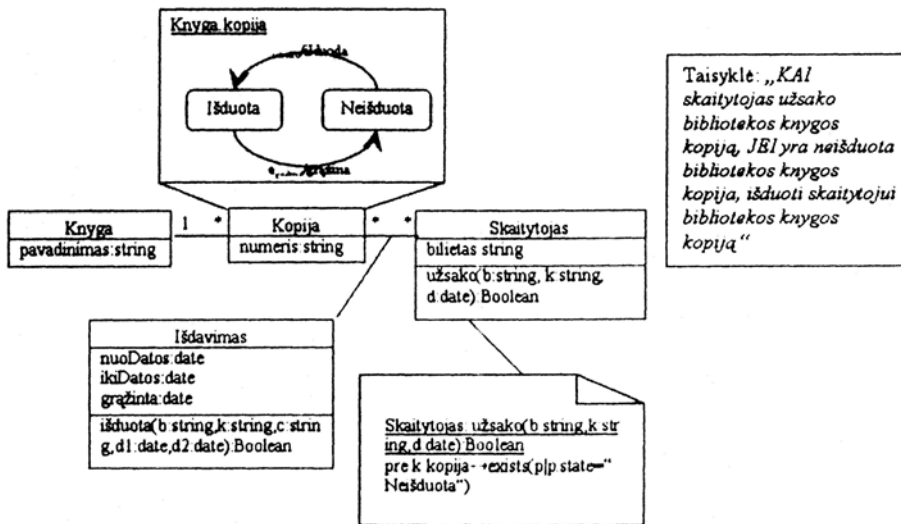 Knyga.kopija
Išduota
Neišduota
Taisyklė: „KAI
skaitytojas užsako
bibliotekos knygos
kopiją, JEI yra neišduota
bibliotekos knygos
kopija, išduoti skaitytojui
bibliotekos knygos
kopiją“
Knyga
pavadinimas:string
1
*
Kopija
numeris:string
*
*
Skaitytojas
bilietas:string
užsako(b:string, k:string,
d:date):Boolean
Išdavimas
nuoDatos:date
ikiDatos:date
grąžinta:date
išduota(b:string,k:string,c:strin
g,d1:date,d2:date):Boolean
Skaitytojas: užsako(b:string,k:str
ing,d:date):Boolean
pre k kopija-→exists(p|p.state=“
Neišduota“)